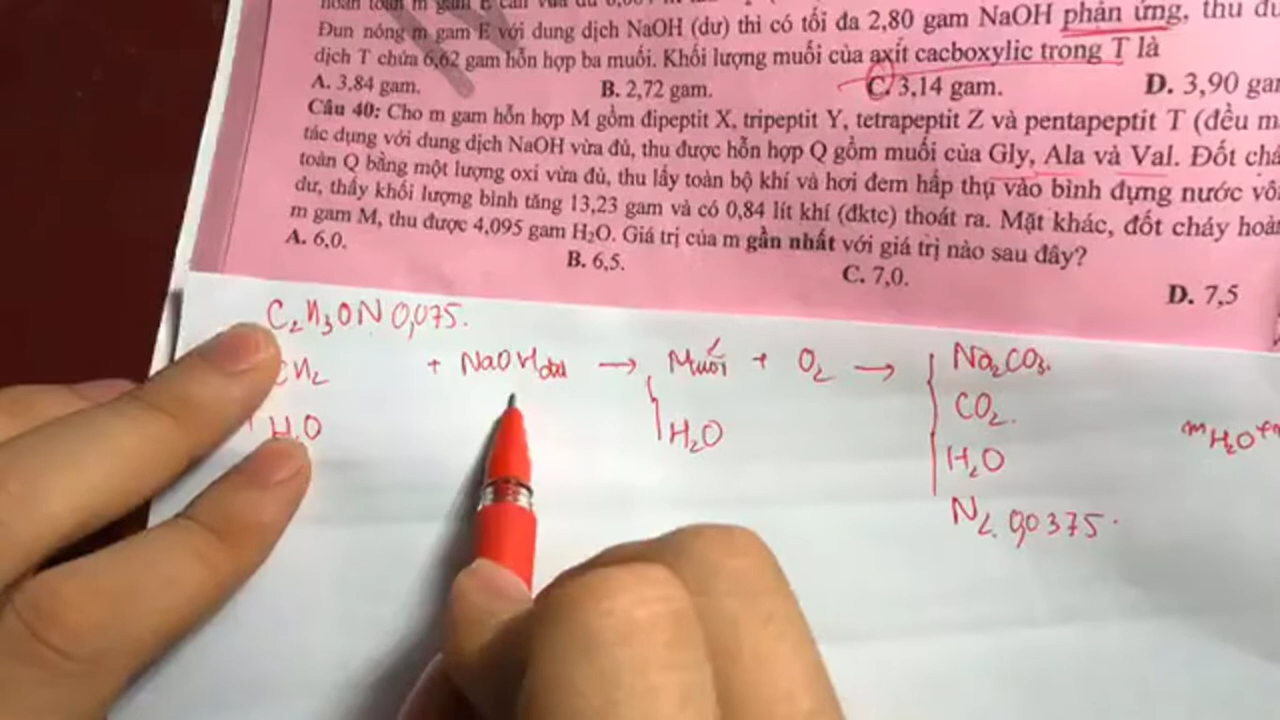 Đun nóng m gam E với dung dịch NaOH (dư) thì có tối đa 2,80 gam NaOH phản ứng, thu
dịch T chứa 6,62 gam hỗn hợp ba muối. Khối lượng muối của axit cacboxylic trong T là
A. 3,84 gam. B. 2,72 gam. C. 3,14 gam. D. 3,90
Câu 40: Cho m gam hỗn hợp M gồm đipeptit X, tripeptit Y, tetrapeptit Z và pentapeptit T (đều m
tác dụng với dung dịch NaOH vừa đủ, thu được hỗn hợp Q gồm muối của Gly, Ala và Val. Đốt
toàn Q bằng một lượng oxi vừa đủ, thu lấy toàn bộ khí và hơi đem hấp thụ vào bình đựng nước
dư, thấy khối lượng bình tăng 13,23 gam và có 0,84 lít khí (đktc) thoát ra. Mặt khác, đốt cháy
m gam M, thu được 4,095 gam H₂O. Giá trị của m gần nhất với giá trị nào sau đây?
A. 6,0. B. 6,5. C. 7,0. D. 7,5
C₂H₃ON 0,075.
CH₂ + NaOH → Muối + O₂ → Na₂CO₃.
H₂O H₂O CO₂.
H₂O
N₂ 0,0375.
mH₂O +